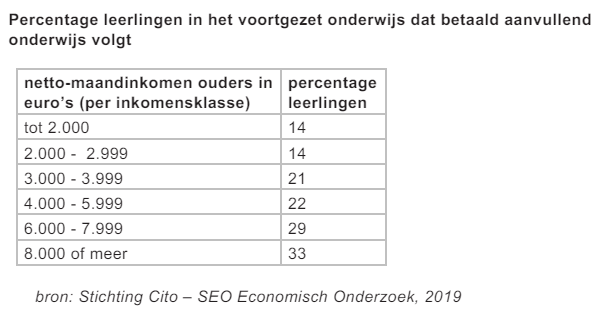 Percentage leerlingen in het voortgezet onderwijs dat betaald aanvullend
onderwijs volgt
netto-maandinkomen ouders in euro's (per inkomensklasse) percentage leerlingen
tot 2.000 14
2.000 - 2.999 14
3.000 - 3.999 21
4.000 - 5.999 22
6.000 - 7.999 29
8.000 of meer 33
bron: Stichting Cito – SEO Economisch Onderzoek, 2019